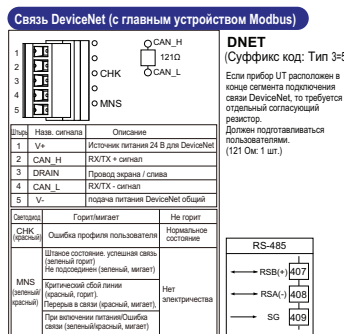 Связь DeviceNet (с главным устройством Modbus)
CAN_H
121Ω
CAN_L
1
2
3
4
5
CHK
MNS
DNET
(Суффикс код: Тип 3=5
Если прибор UT расположен в
конце сегмента подключения
связи DeviceNet, то требуется
отдельный согласующий
резистор.
Должен подготавливаться
пользователями.
(121 Ом: 1 шт.)
Штырь Назв. сигнала Описание
1 V+ Источник питания 24 В для DeviceNet
2 CAN_H RX/TX + сигнал
3 DRAIN Провод экрана / слива
4 CAN_L RX/TX - сигнал
5 V- подача питания DeviceNet общий
Светодиод Горит/мигает Не горит
CHK
(красный)
Ошибка профиля пользователя
Нормальное
состояние
MNS
(зеленый/
красный)
Штаное состояние. успешная связь
(зеленый горит)
Не подсоединен (зеленый, мигает)
Критический сбой линии
(красный, горит).
Перерыв в связи (красный, мигает),
При включении питания/Ошибка
связи (зеленый/красный, мигает)
Нет
электричества
RS-485
RSB(+) 407
RSA(-) 408
SG 409